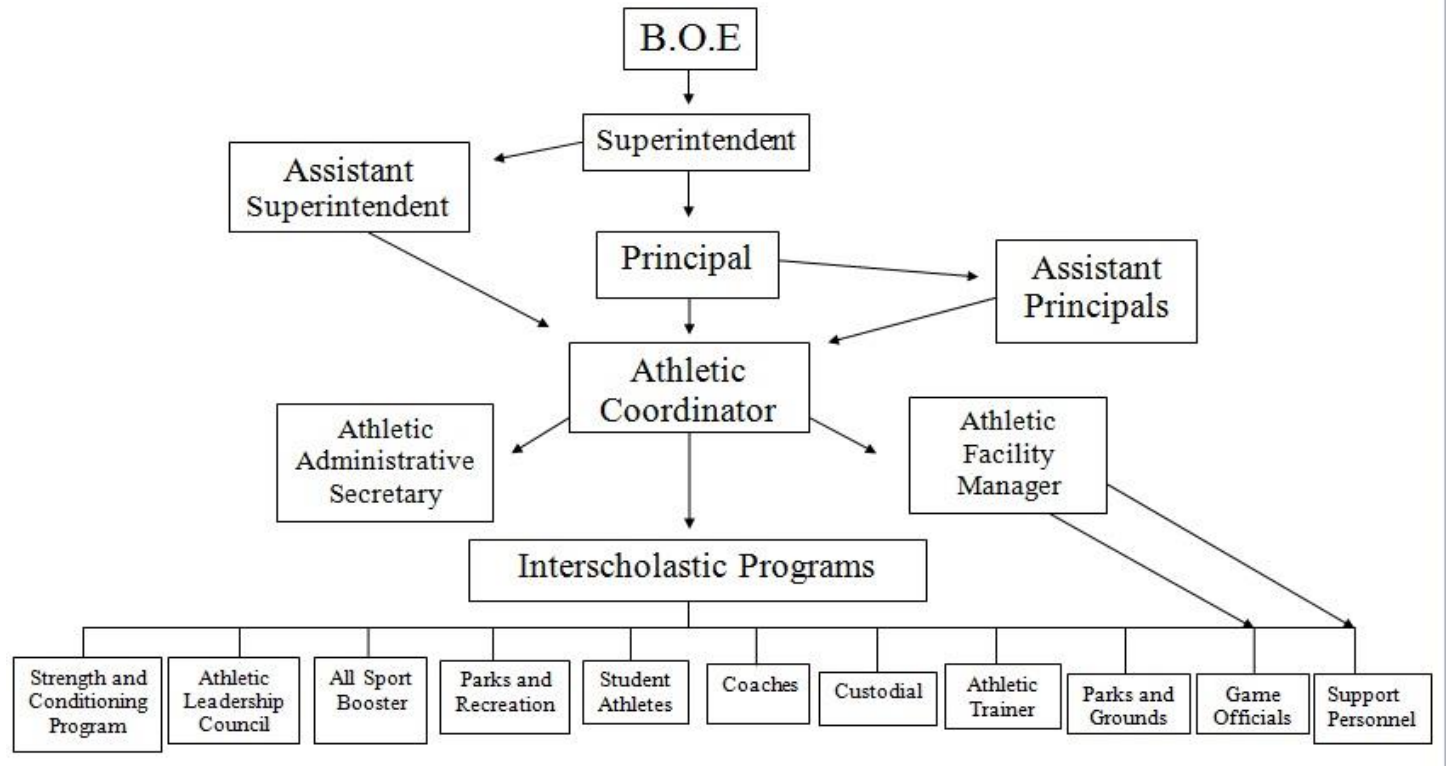 B.O.E
Superintendent
Assistant
Superintendent
Principal
Assistant
Principals
Athletic
Coordinator
Athletic
Administrative
Secretary
Athletic
Facility
Manager
Interscholastic Programs
Strength and
Conditioning
Program
Athletic
Leadership
Council
All Sport
Booster
Parks and
Recreation
Student
Athletes
Coaches
Custodial
Athletic
Trainer
Parks and
Grounds
Game
Officials
Support
Personnel